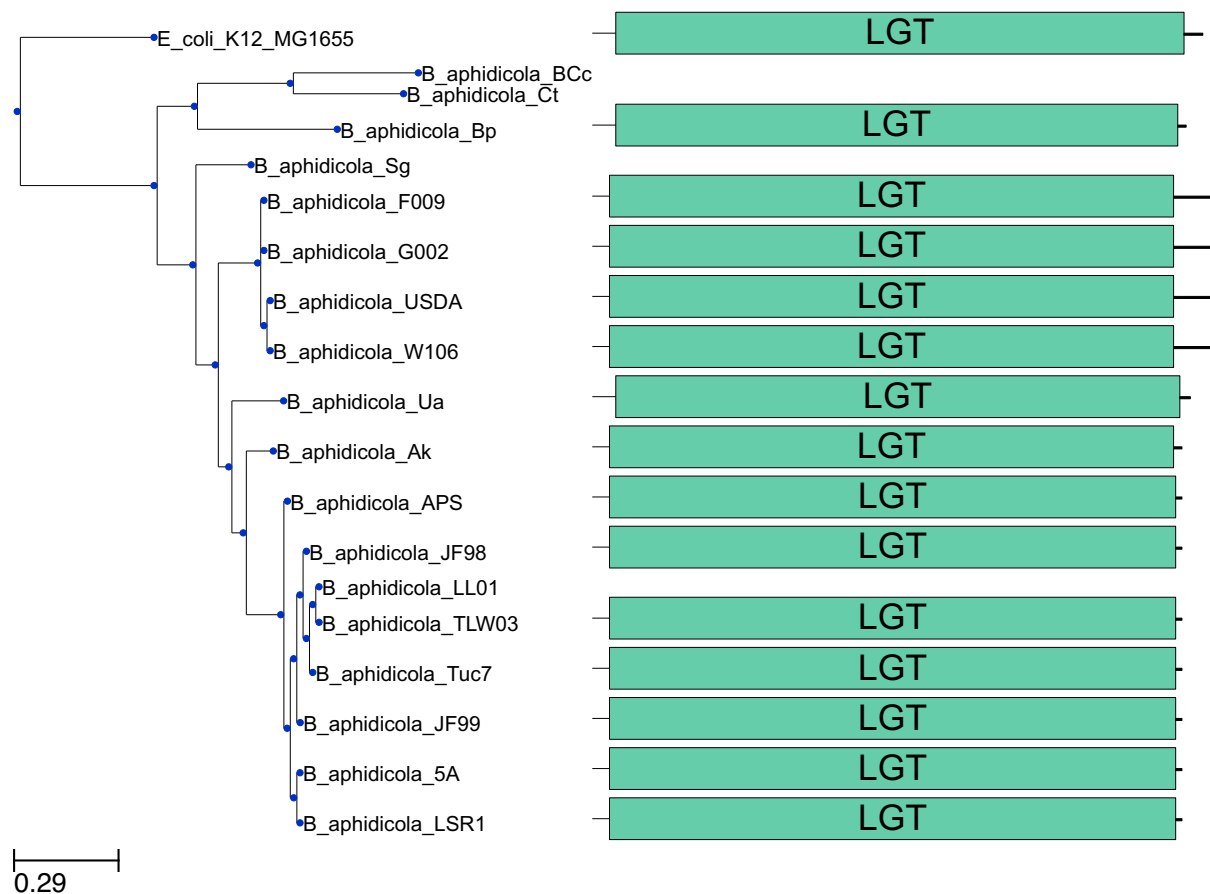 E_coli_K12_MG1655 LGT
B_aphidicola_BCc
B_aphidicola_Ct
B_aphidicola_Bp LGT
B_aphidicola_Sg
B_aphidicola_F009 LGT
B_aphidicola_G002 LGT
B_aphidicola_USDA LGT
B_aphidicola_W106 LGT
B_aphidicola_Ua LGT
B_aphidicola_Ak LGT
B_aphidicola_APS LGT
B_aphidicola_JF98 LGT
B_aphidicola_LL01
B_aphidicola_TLW03 LGT
B_aphidicola_Tuc7 LGT
B_aphidicola_JF99 LGT
B_aphidicola_5A LGT
B_aphidicola_LSR1 LGT
0.29